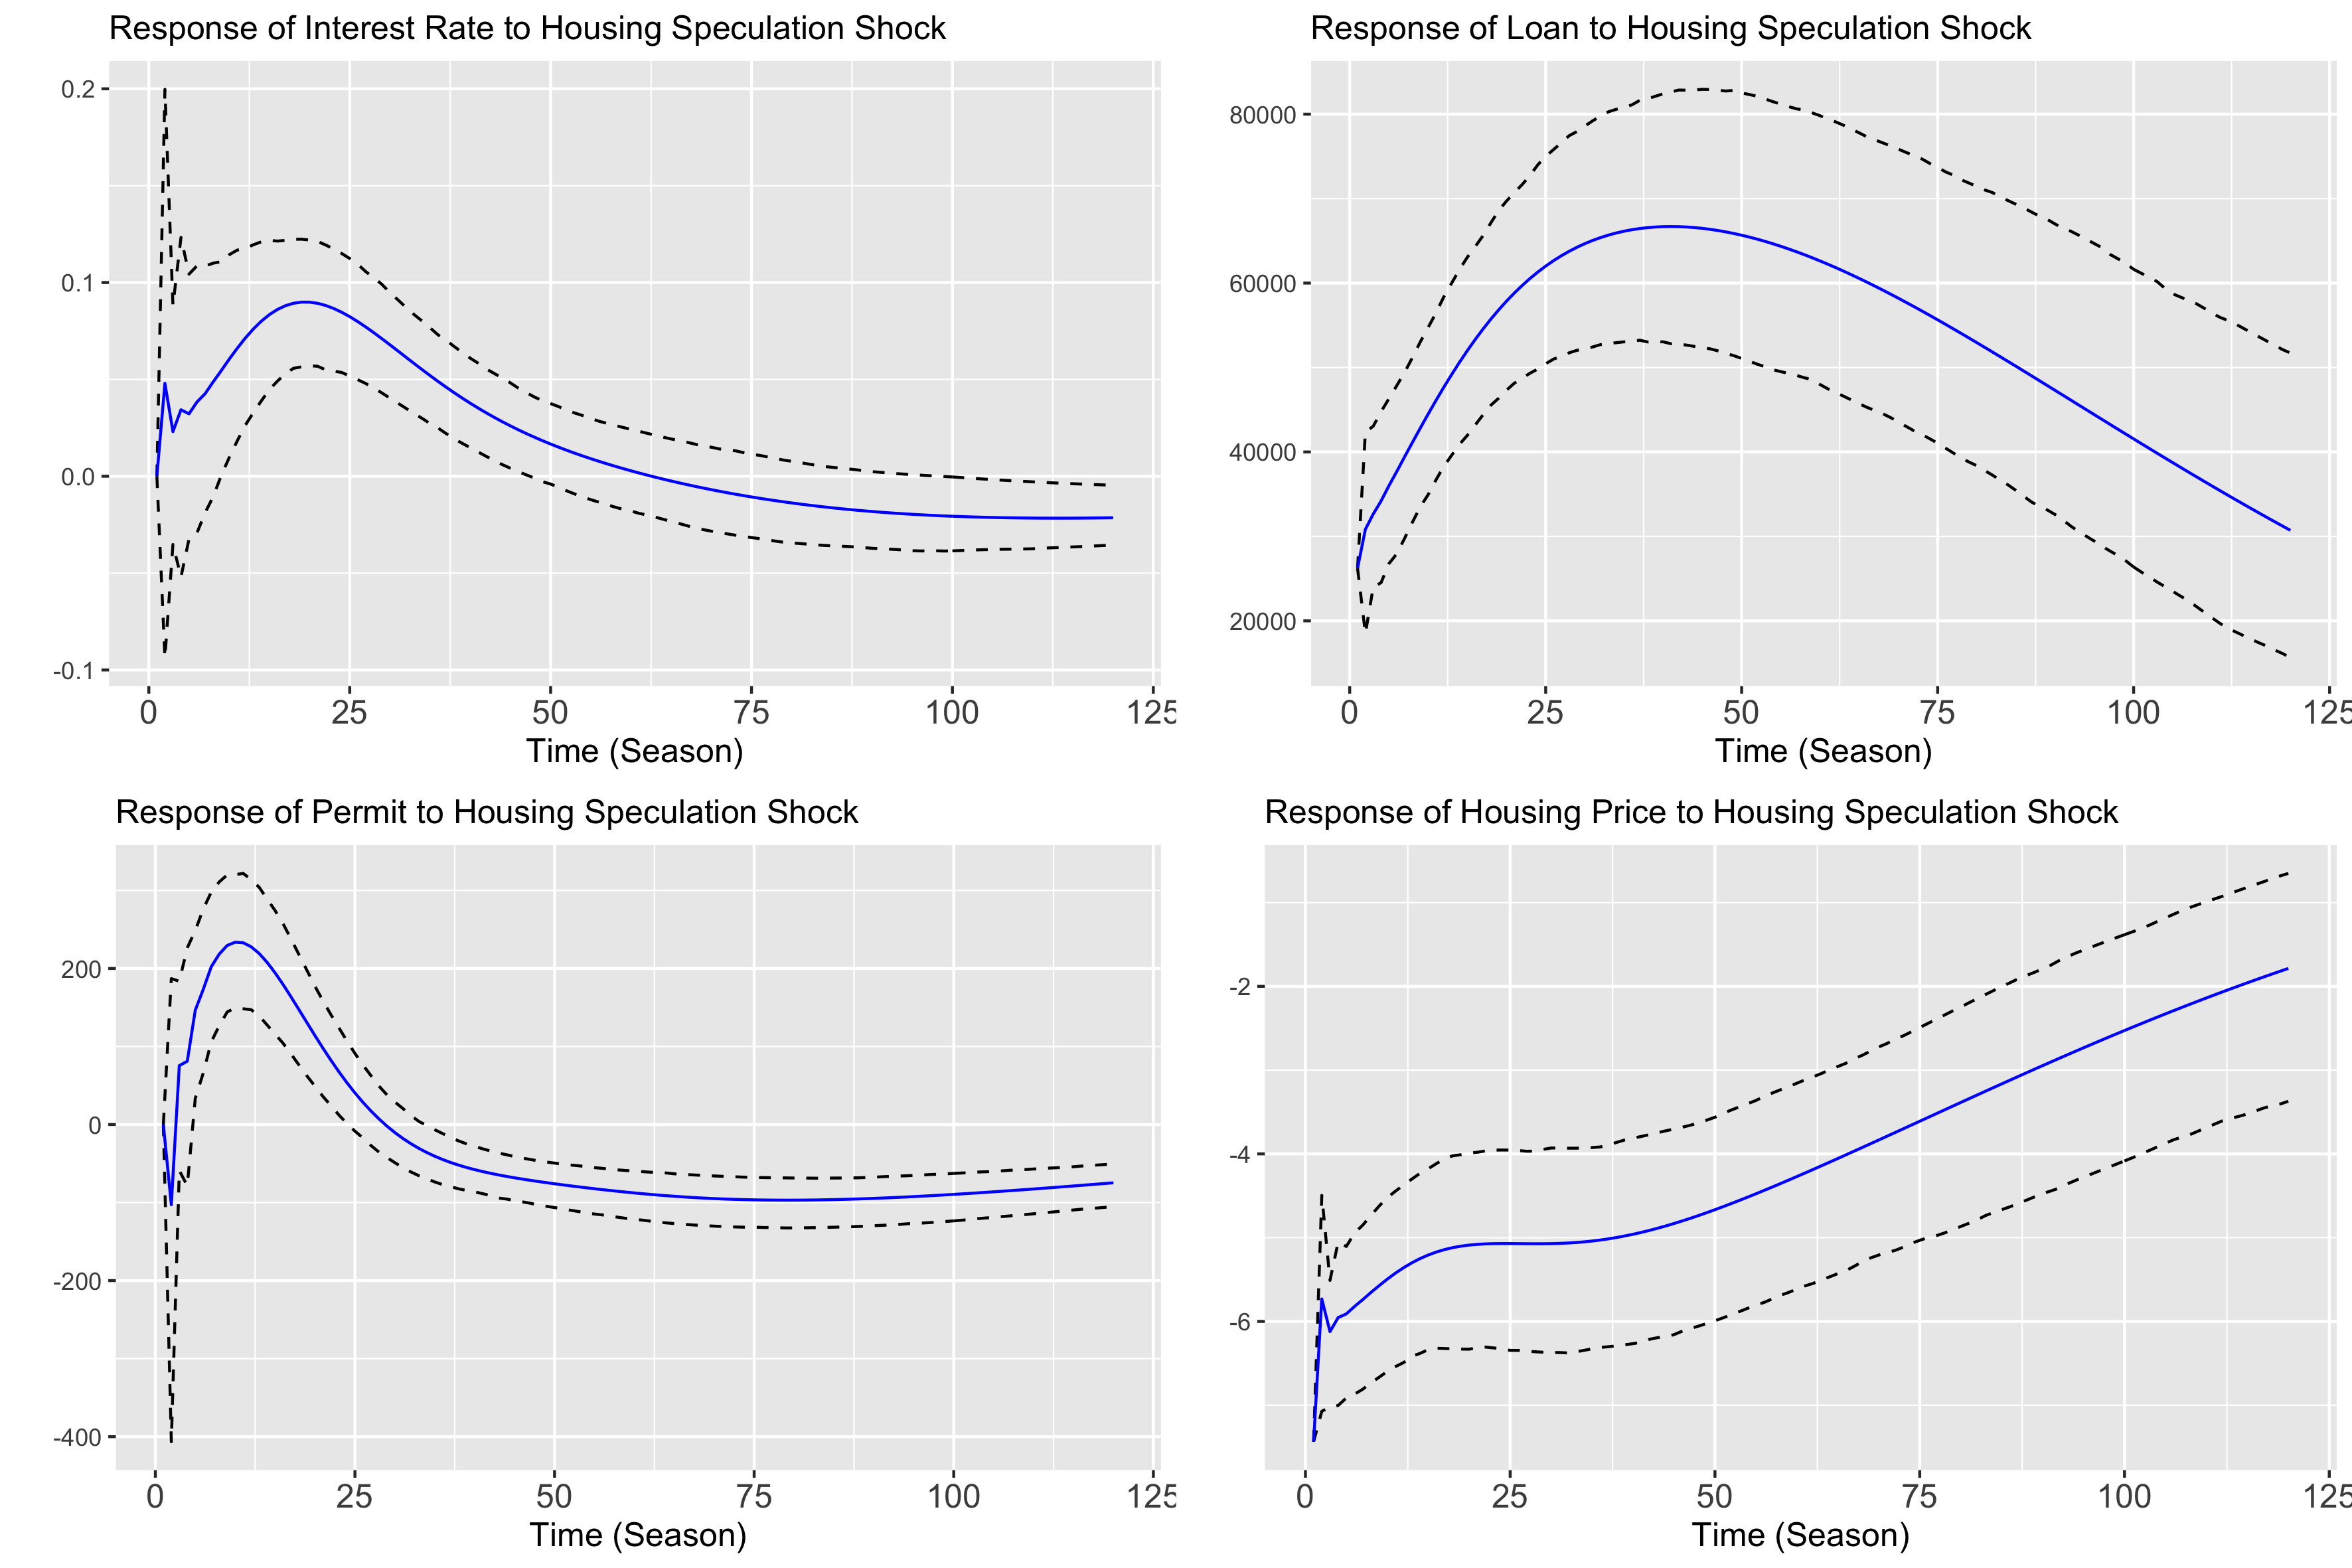 Response of Interest Rate to Housing Speculation Shock
0.2
0.1
0.0
-0.1
0 25 50 75 100 125
Time (Season)
Response of Loan to Housing Speculation Shock
80000
60000
40000
20000
0 25 50 75 100 125
Time (Season)
Response of Permit to Housing Speculation Shock
200
0
-200
-400
0 25 50 75 100 125
Time (Season)
Response of Housing Price to Housing Speculation Shock
-2
-4
-6
0 25 50 75 100 125
Time (Season)